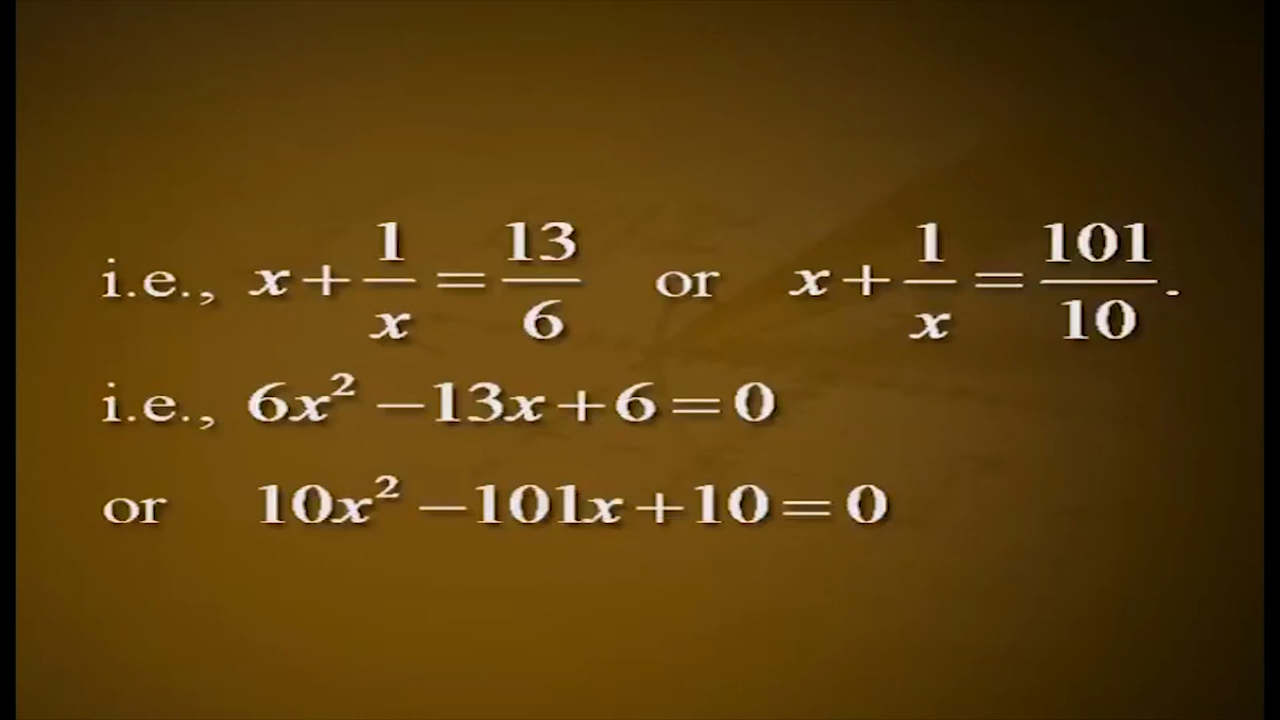 i.e., x + 1/x = 13/6 or x + 1/x = 101/10.
i.e., 6x² − 13x + 6 = 0
or 10x² − 101x + 10 = 0